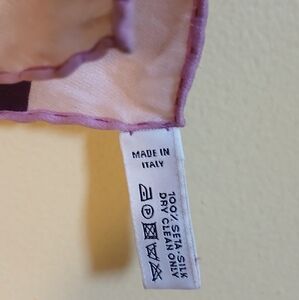 MADE IN
ITALY
100% SETA-SILK
DRY CLEAN ONLY
P